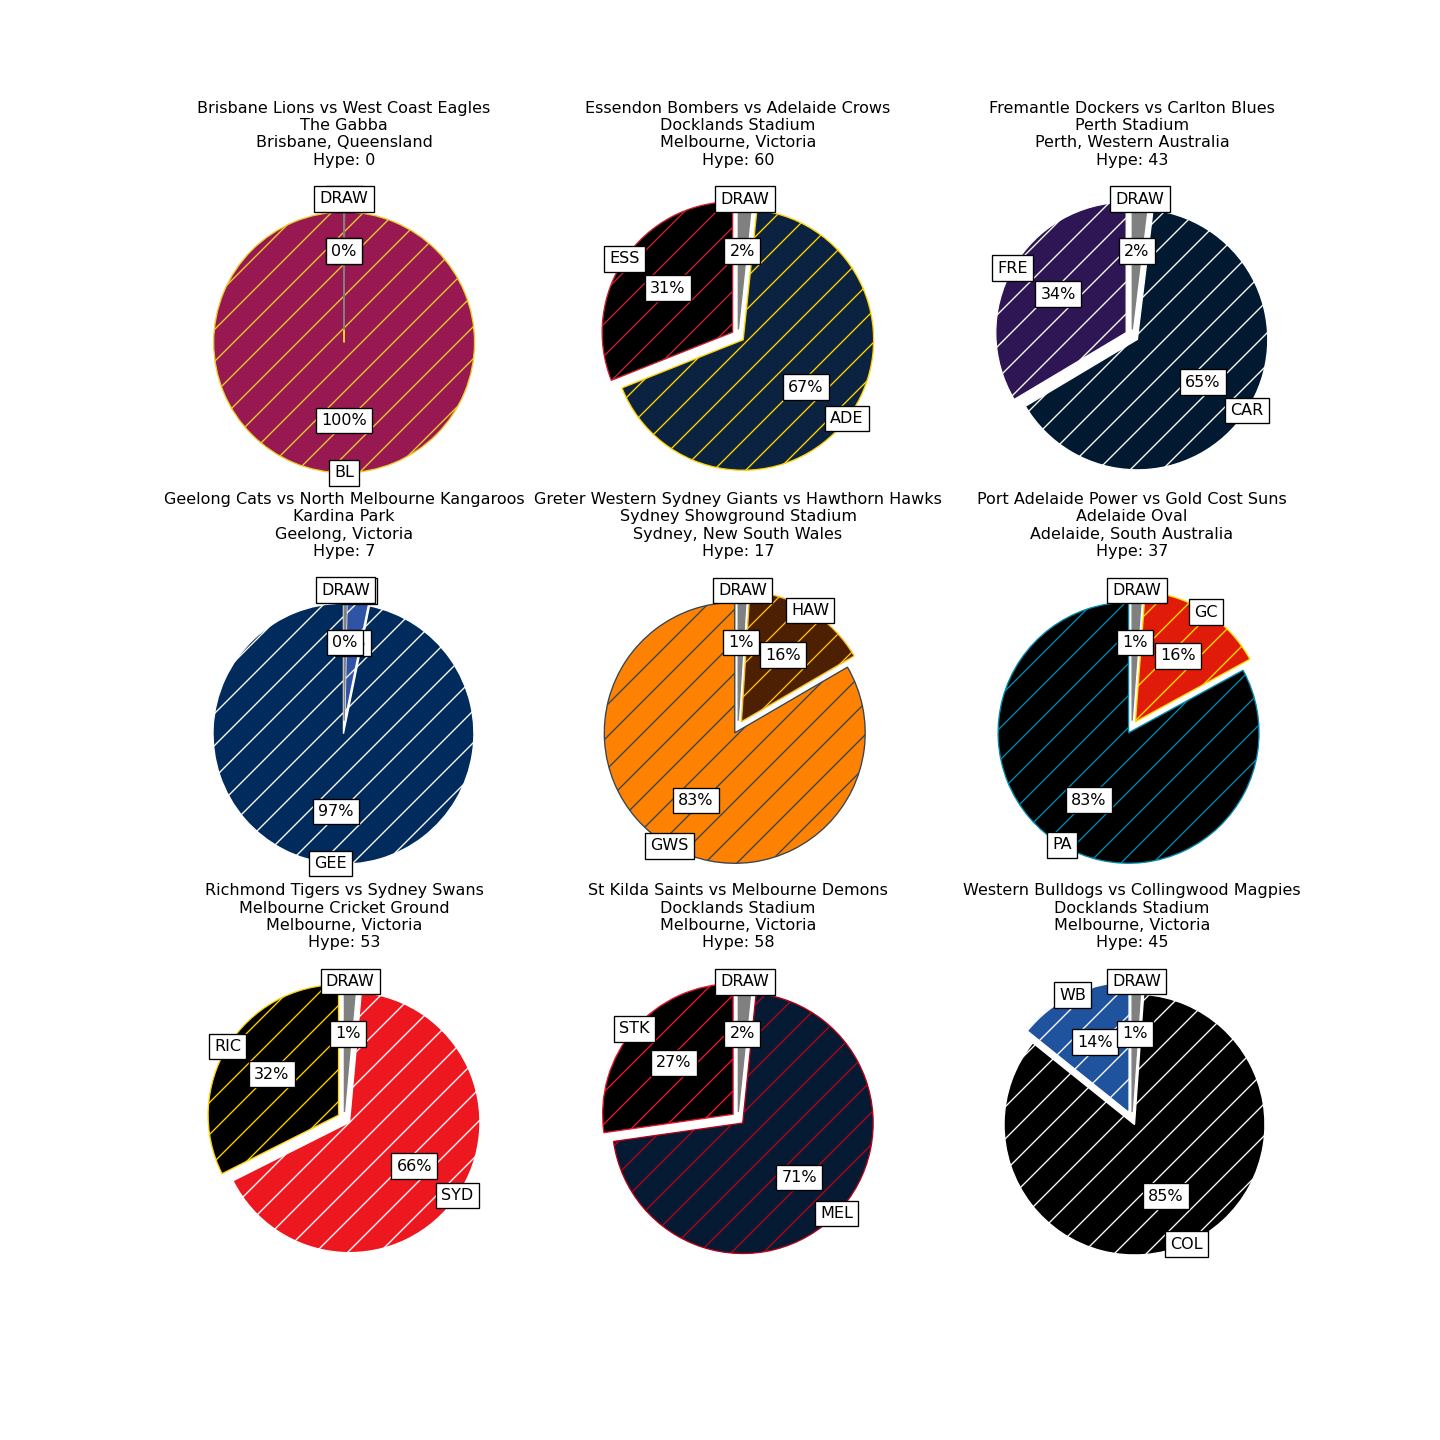 Brisbane Lions vs West Coast Eagles
The Gabba
Brisbane, Queensland
Hype: 0
DRAW
0%
100%
BL
Essendon Bombers vs Adelaide Crows
Docklands Stadium
Melbourne, Victoria
Hype: 60
DRAW
2%
ESS
31%
67%
ADE
Fremantle Dockers vs Carlton Blues
Perth Stadium
Perth, Western Australia
Hype: 43
DRAW
2%
FRE
34%
65%
CAR
Geelong Cats vs North Melbourne Kangaroos
Kardina Park
Geelong, Victoria
Hype: 7
DRAW
0%
97%
GEE
Greter Western Sydney Giants vs Hawthorn Hawks
Sydney Showground Stadium
Sydney, New South Wales
Hype: 17
DRAW
HAW
1%
16%
83%
GWS
Port Adelaide Power vs Gold Cost Suns
Adelaide Oval
Adelaide, South Australia
Hype: 37
DRAW
GC
1%
16%
83%
PA
Richmond Tigers vs Sydney Swans
Melbourne Cricket Ground
Melbourne, Victoria
Hype: 53
DRAW
1%
RIC
32%
66%
SYD
St Kilda Saints vs Melbourne Demons
Docklands Stadium
Melbourne, Victoria
Hype: 58
DRAW
STK
2%
27%
71%
MEL
Western Bulldogs vs Collingwood Magpies
Docklands Stadium
Melbourne, Victoria
Hype: 45
DRAW
WB
1%
14%
85%
COL